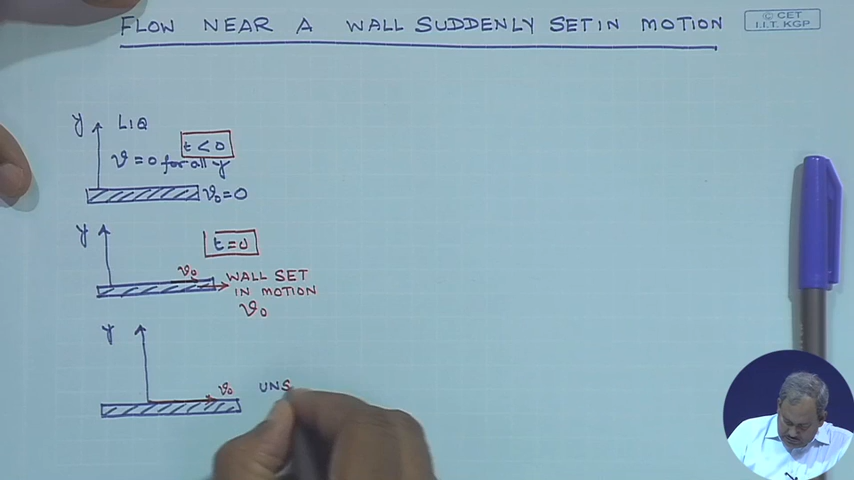 FLOW NEAR A WALL SUDDENLY SET IN MOTION
© CET
I.I.T. KGP
y LIQ
t < 0
v = 0 for all y
v₀ = 0
y t = 0
v₀ WALL SET
IN MOTION
v₀
y
v₀ UNS